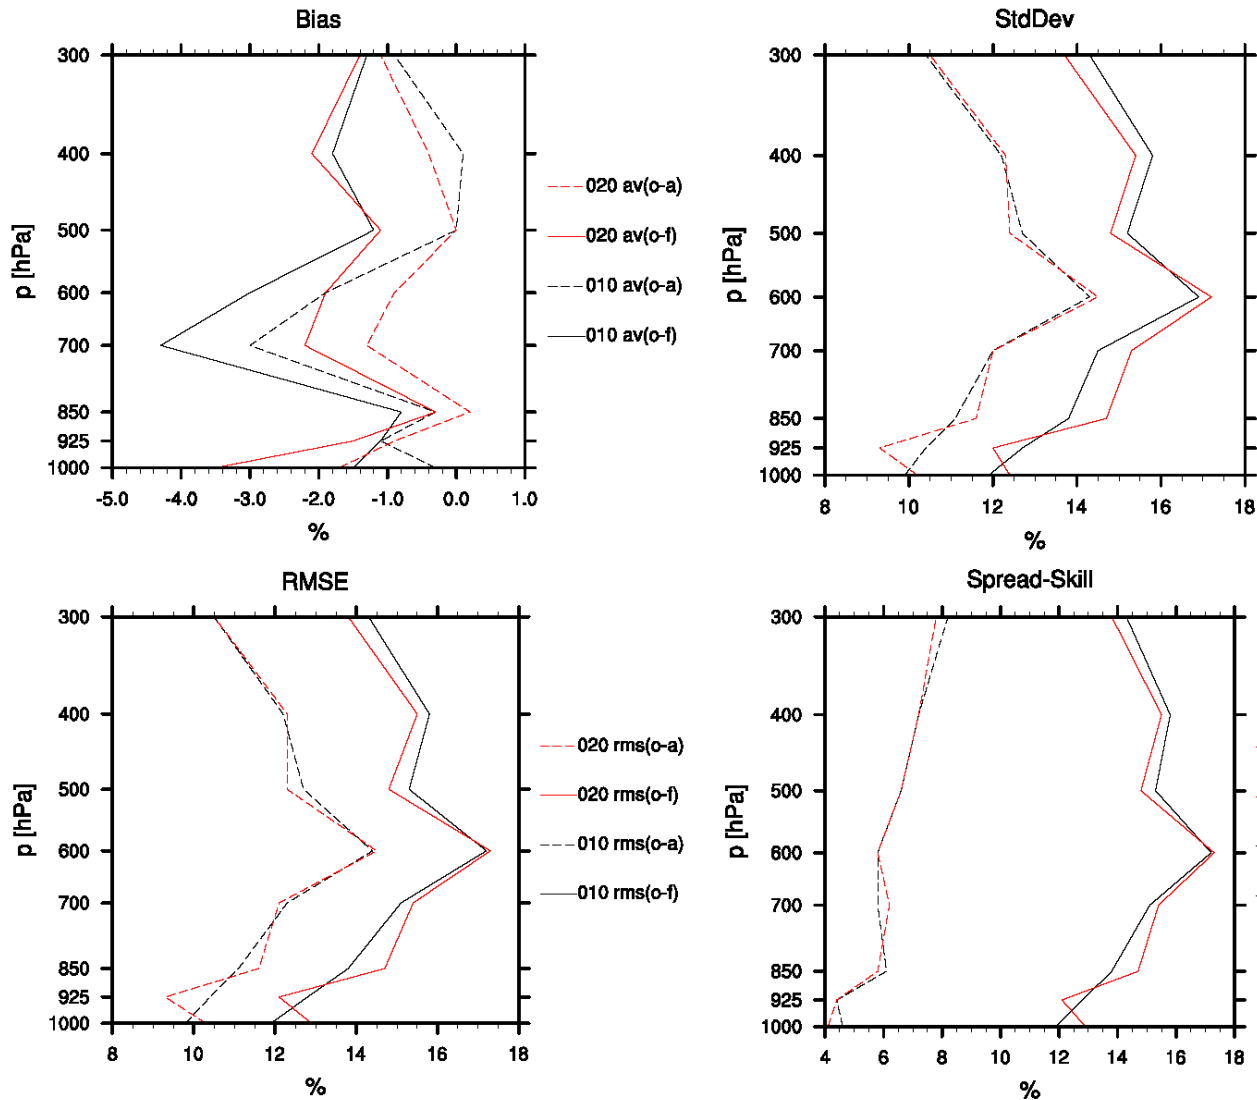 Bias
300
400
500
600
700
850
925
1000
p [hPa]
-5.0 -4.0 -3.0 -2.0 -1.0 0.0 1.0
%
020 av(o-a)
020 av(o-f)
010 av(o-a)
010 av(o-f)
StdDev
300
400
500
600
700
850
925
1000
p [hPa]
8 10 12 14 16 18
%
RMSE
300
400
500
600
700
850
925
1000
p [hPa]
8 10 12 14 16 18
%
020 rms(o-a)
020 rms(o-f)
010 rms(o-a)
010 rms(o-f)
Spread-Skill
300
400
500
600
700
850
925
1000
p [hPa]
4 6 8 10 12 14 16 18
%